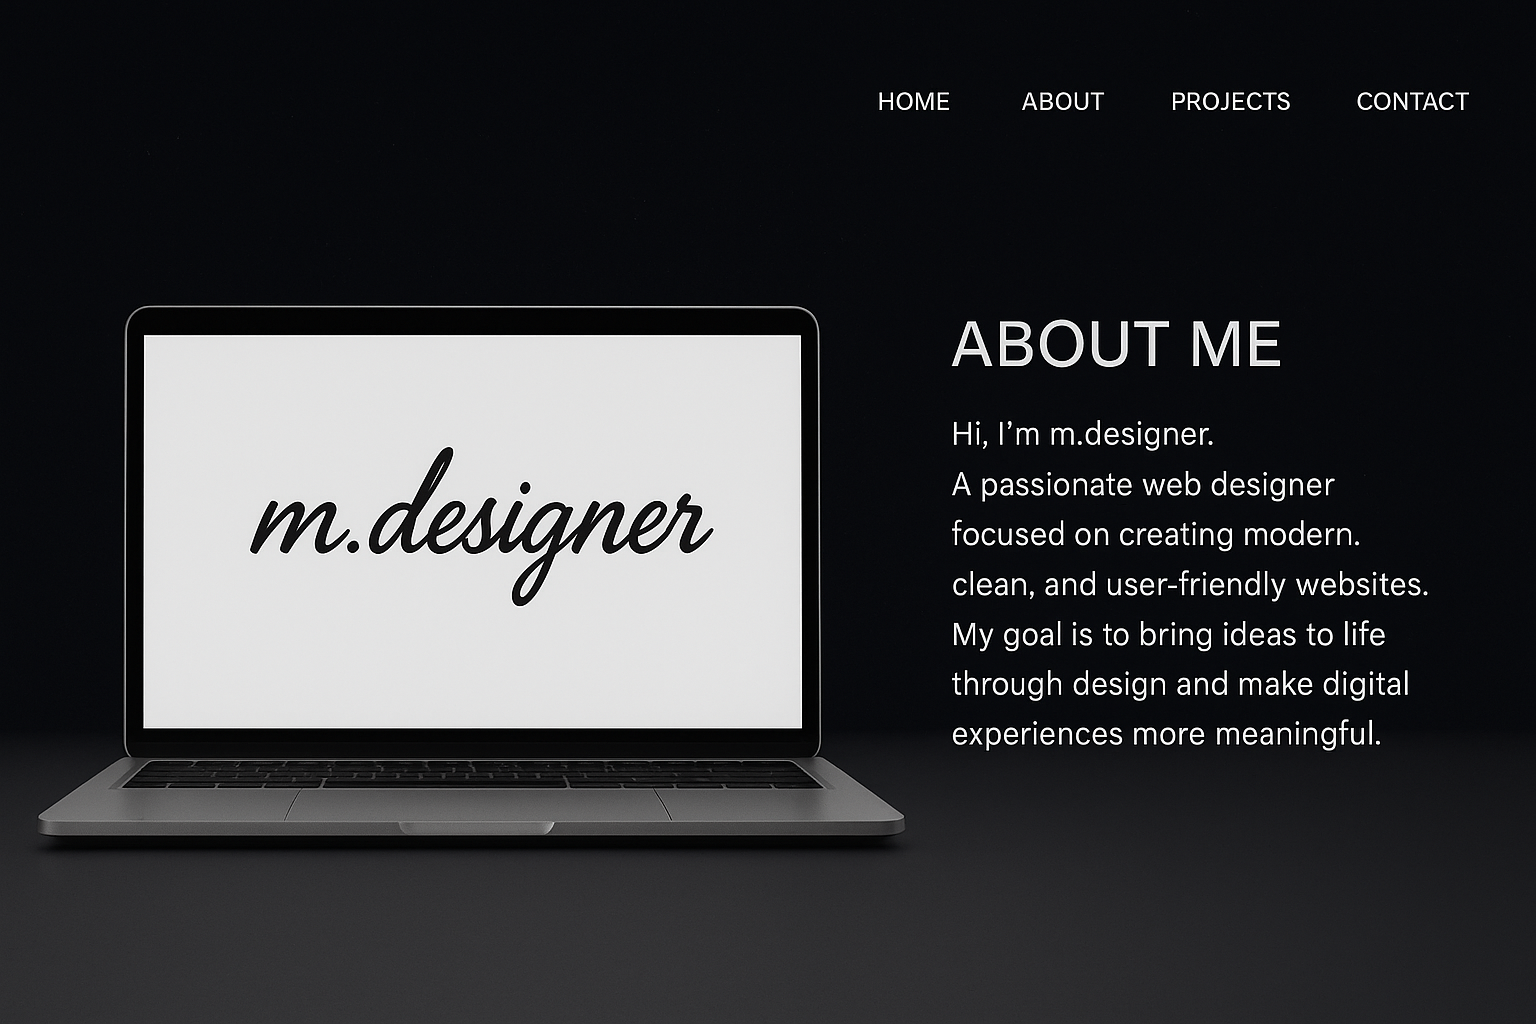 HOME ABOUT PROJECTS CONTACT
m.designer
ABOUT ME
Hi, I’m m.designer.
A passionate web designer
focused on creating modern.
clean, and user-friendly websites.
My goal is to bring ideas to life
through design and make digital
experiences more meaningful.